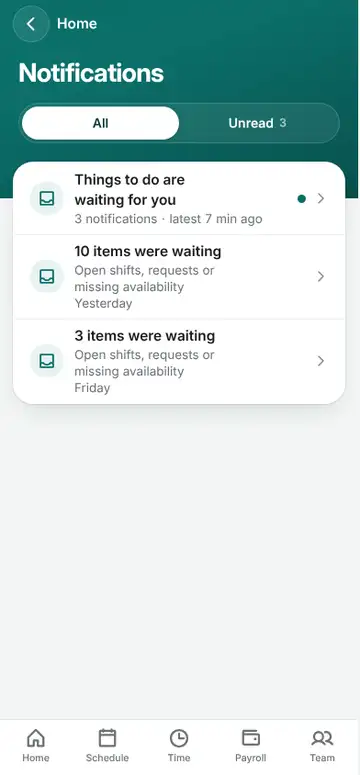 Home
Notifications
All
Unread 3
Things to do are
waiting for you
3 notifications · latest 7 min ago
10 items were waiting
Open shifts, requests or
missing availability
Yesterday
3 items were waiting
Open shifts, requests or
missing availability
Friday
Home
Schedule
Time
Payroll
Team